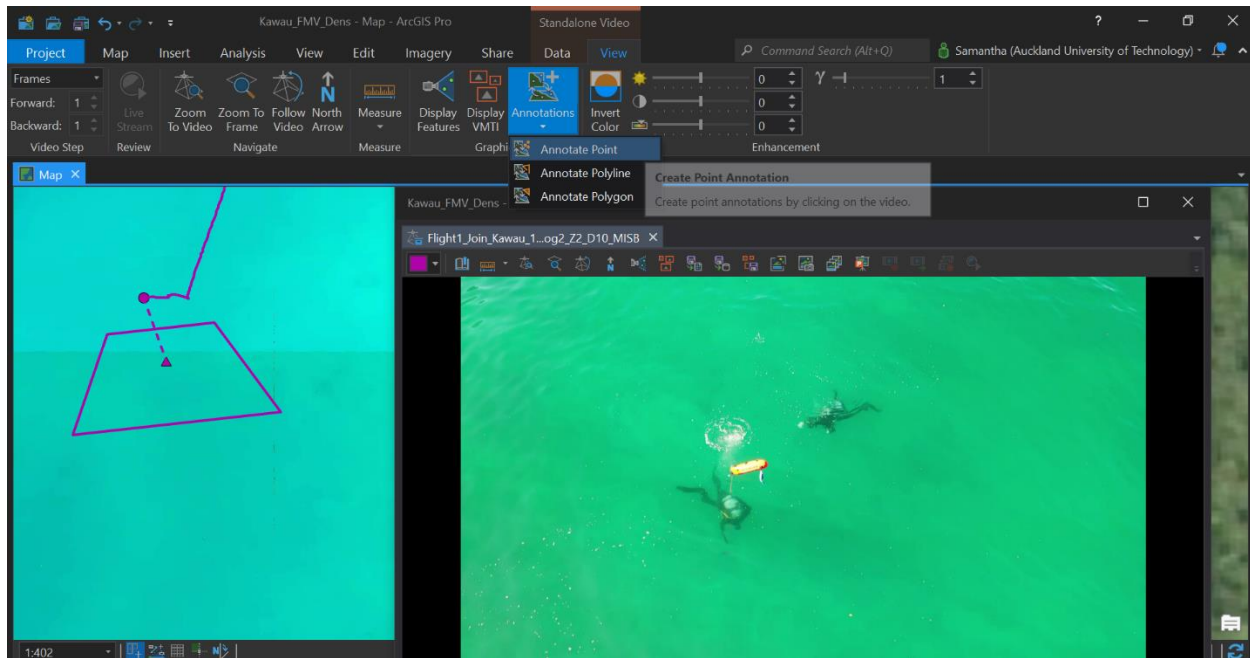 Kawau_FMV_Dens - Map - ArcGIS Pro
Standalone Video
?
Project Map Insert Analysis View Edit Imagery Share Data View
Command Search (Alt+Q)
Samantha (Auckland University of Technology)
Frames
Forward: 1
Backward: 1
Video Step
Live Stream
Review
Zoom To Video
Zoom To Frame
Follow Video
North Arrow
N
Navigate
Measure
Measure
Display Features
Display VMTI
Annotations
Graphi
Invert Color
0
0
0
γ
1
Enhancement
Annotate Point
Annotate Polyline
Annotate Polygon
Create Point Annotation
Create point annotations by clicking on the video.
Map
Kawau_FMV_Dens -
Flight1_Join_Kawau_1...og2_Z2_D10_MISB
1:402